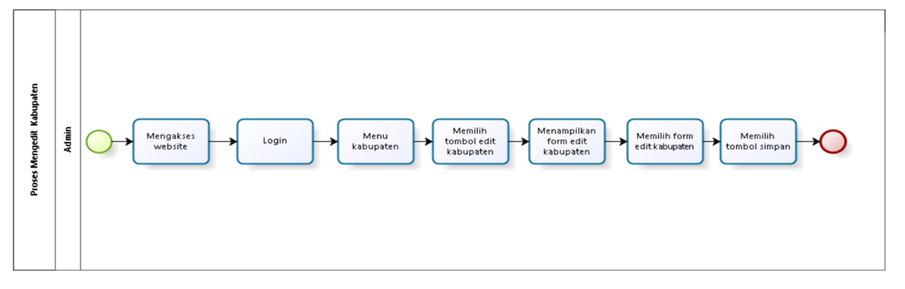 Proses Mengedit Kabupaten
Admin
Mengakses
website
Login
Menu
kabupaten
Memilih
tombol edit
kabupaten
Menampilkan
form edit
kabupaten
Memilih form
edit kabupaten
Memilih
tombol simpan